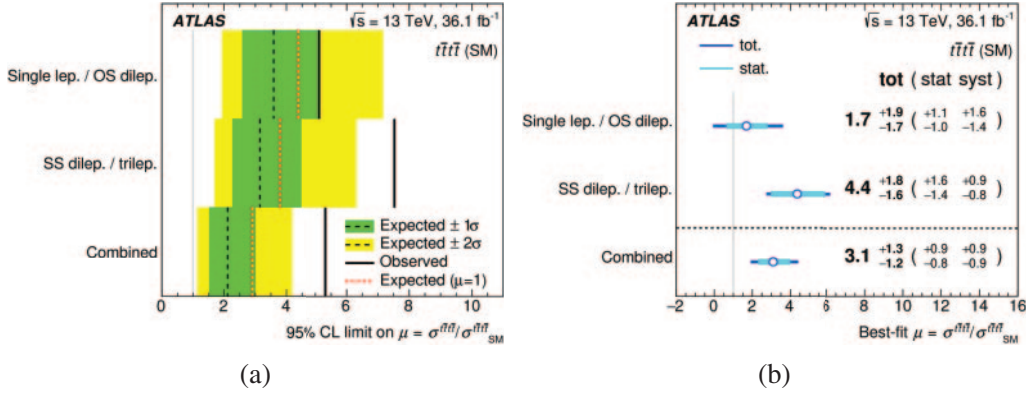 ATLAS
√s = 13 TeV, 36.1 fb⁻¹
tt̄tt̄ (SM)
Single lep. / OS dilep.
SS dilep. / trilep.
Combined
Expected ± 1σ
Expected ± 2σ
Observed
Expected (μ=1)
0 2 4 6 8 10
95% CL limit on μ = σ^tt̄tt̄/σ^tt̄tt̄_SM
(a)
ATLAS
√s = 13 TeV, 36.1 fb⁻¹
tot.
tt̄tt̄ (SM)
stat.
tot ( stat syst )
Single lep. / OS dilep. 1.7 +1.9 −1.7 ( +1.1 −1.0 +1.6 −1.4 )
SS dilep. / trilep. 4.4 +1.8 −1.6 ( +1.6 −1.4 +0.9 −0.8 )
Combined 3.1 +1.3 −1.2 ( +0.9 −0.8 +0.9 −0.9 )
−2 0 2 4 6 8 10 12 14 16
Best-fit μ = σ^tt̄tt̄/σ^tt̄tt̄_SM
(b)